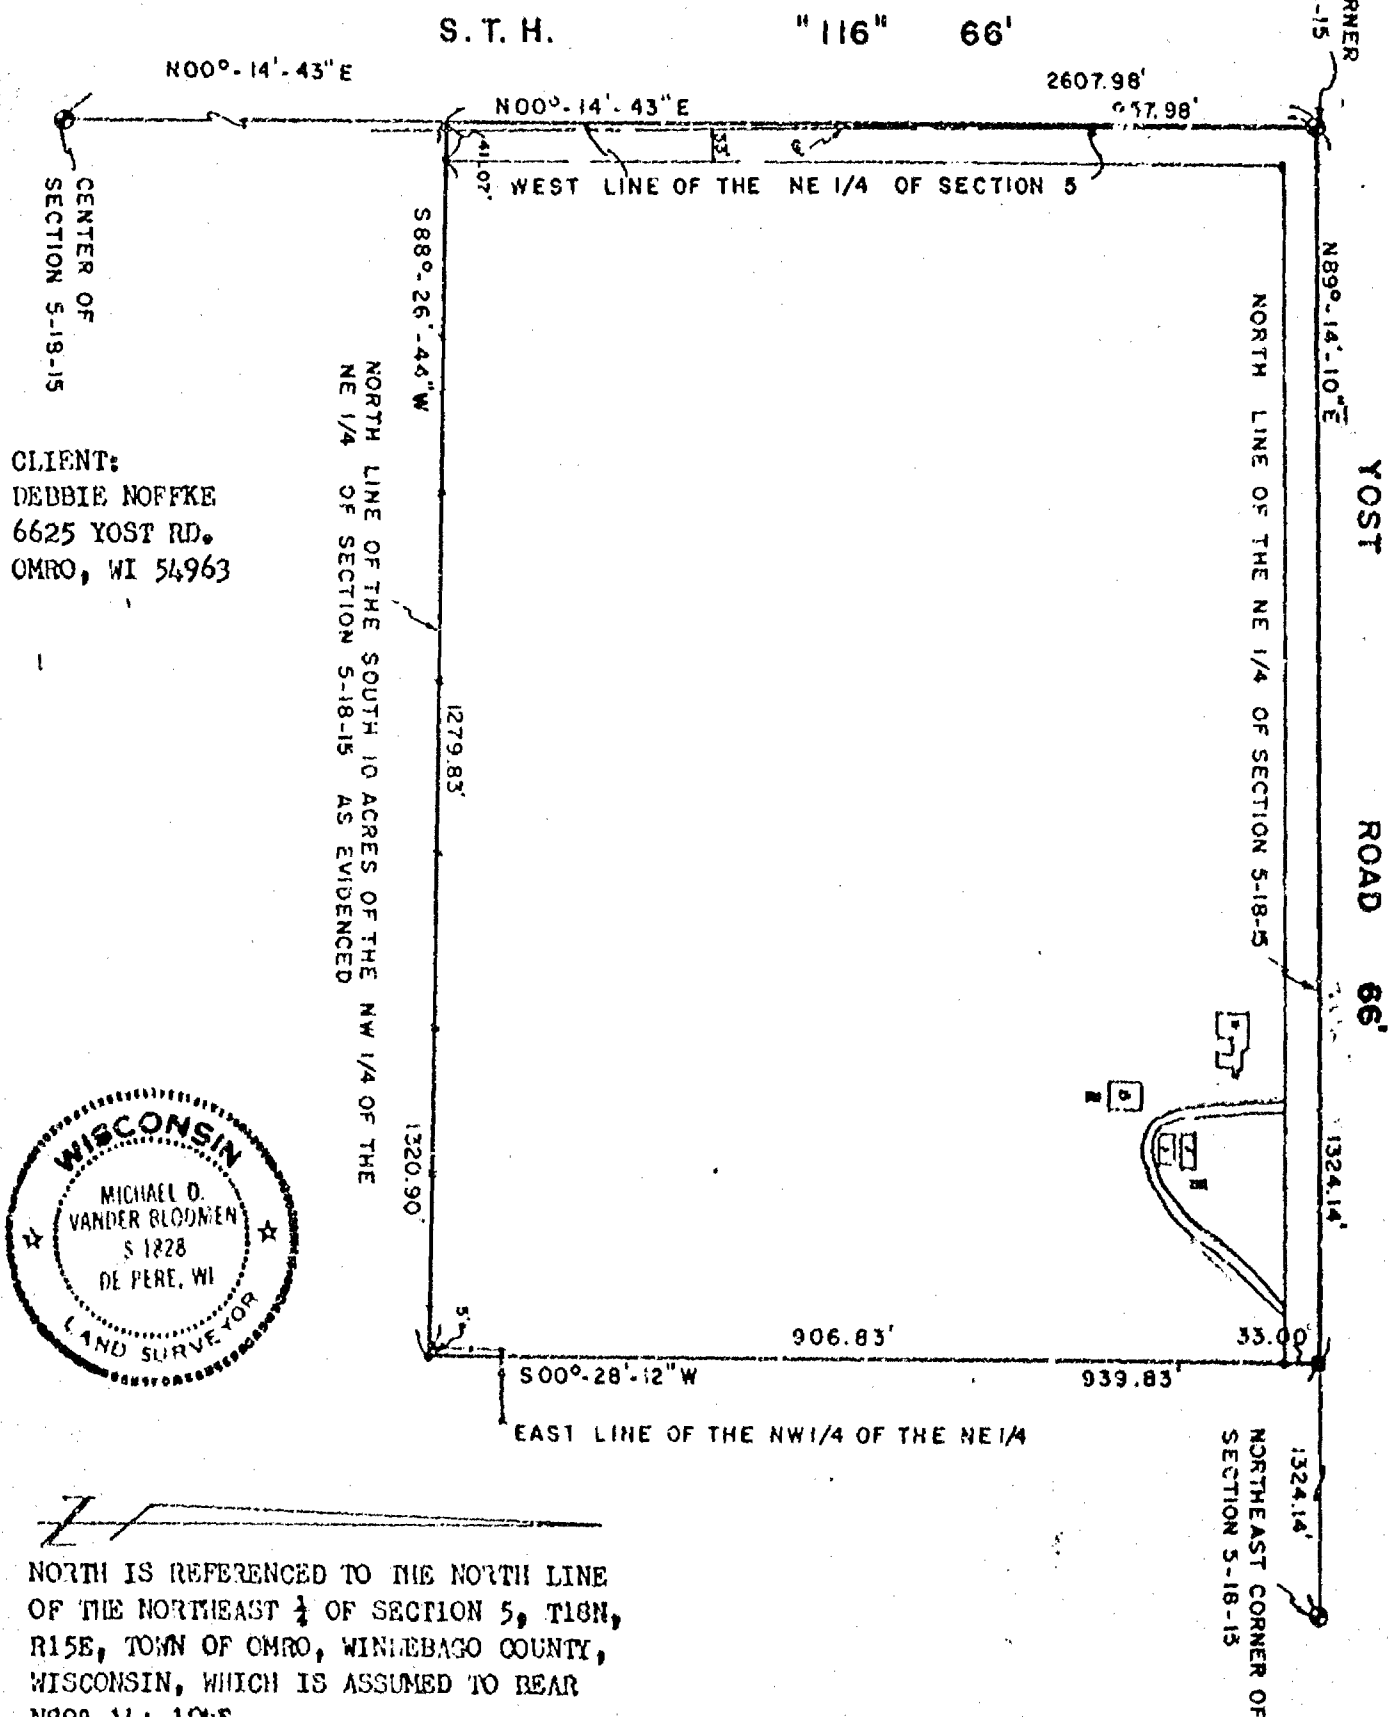 S.T.H. "116" 66'
RNER
-15
N00°-14'-43"E
2607.98'
N00°-14'-43"E
957.98'
33'
6'
41.07'
WEST LINE OF THE NE 1/4 OF SECTION 5
CENTER OF
SECTION 5-18-15
S88°-26'-44"W
N89°-14'-10"E
NORTH LINE OF THE NE 1/4 OF SECTION 5-18-15
YOST ROAD 66'
CLIENT:
DEBBIE NOFFKE
6625 YOST RD.
OMRO, WI 54963
NORTH LINE OF THE SOUTH 10 ACRES OF THE NW 1/4 OF THE
NE 1/4 OF SECTION 5-18-15 AS EVIDENCED
1279.83'
1320.90'
1324.14'
WISCONSIN
MICHAEL D.
VANDER BLOOMEN
S 1828
DE PERE, WI
LAND SURVEYOR
5'
906.83'
33.00'
S00°-28'-12"W
939.83'
EAST LINE OF THE NW1/4 OF THE NE1/4
1324.14'
NORTHEAST CORNER OF
SECTION 5-18-15
NORTH IS REFERENCED TO THE NORTH LINE
OF THE NORTHEAST ¼ OF SECTION 5, T18N,
R15E, TOWN OF OMRO, WINNEBAGO COUNTY,
WISCONSIN, WHICH IS ASSUMED TO BEAR